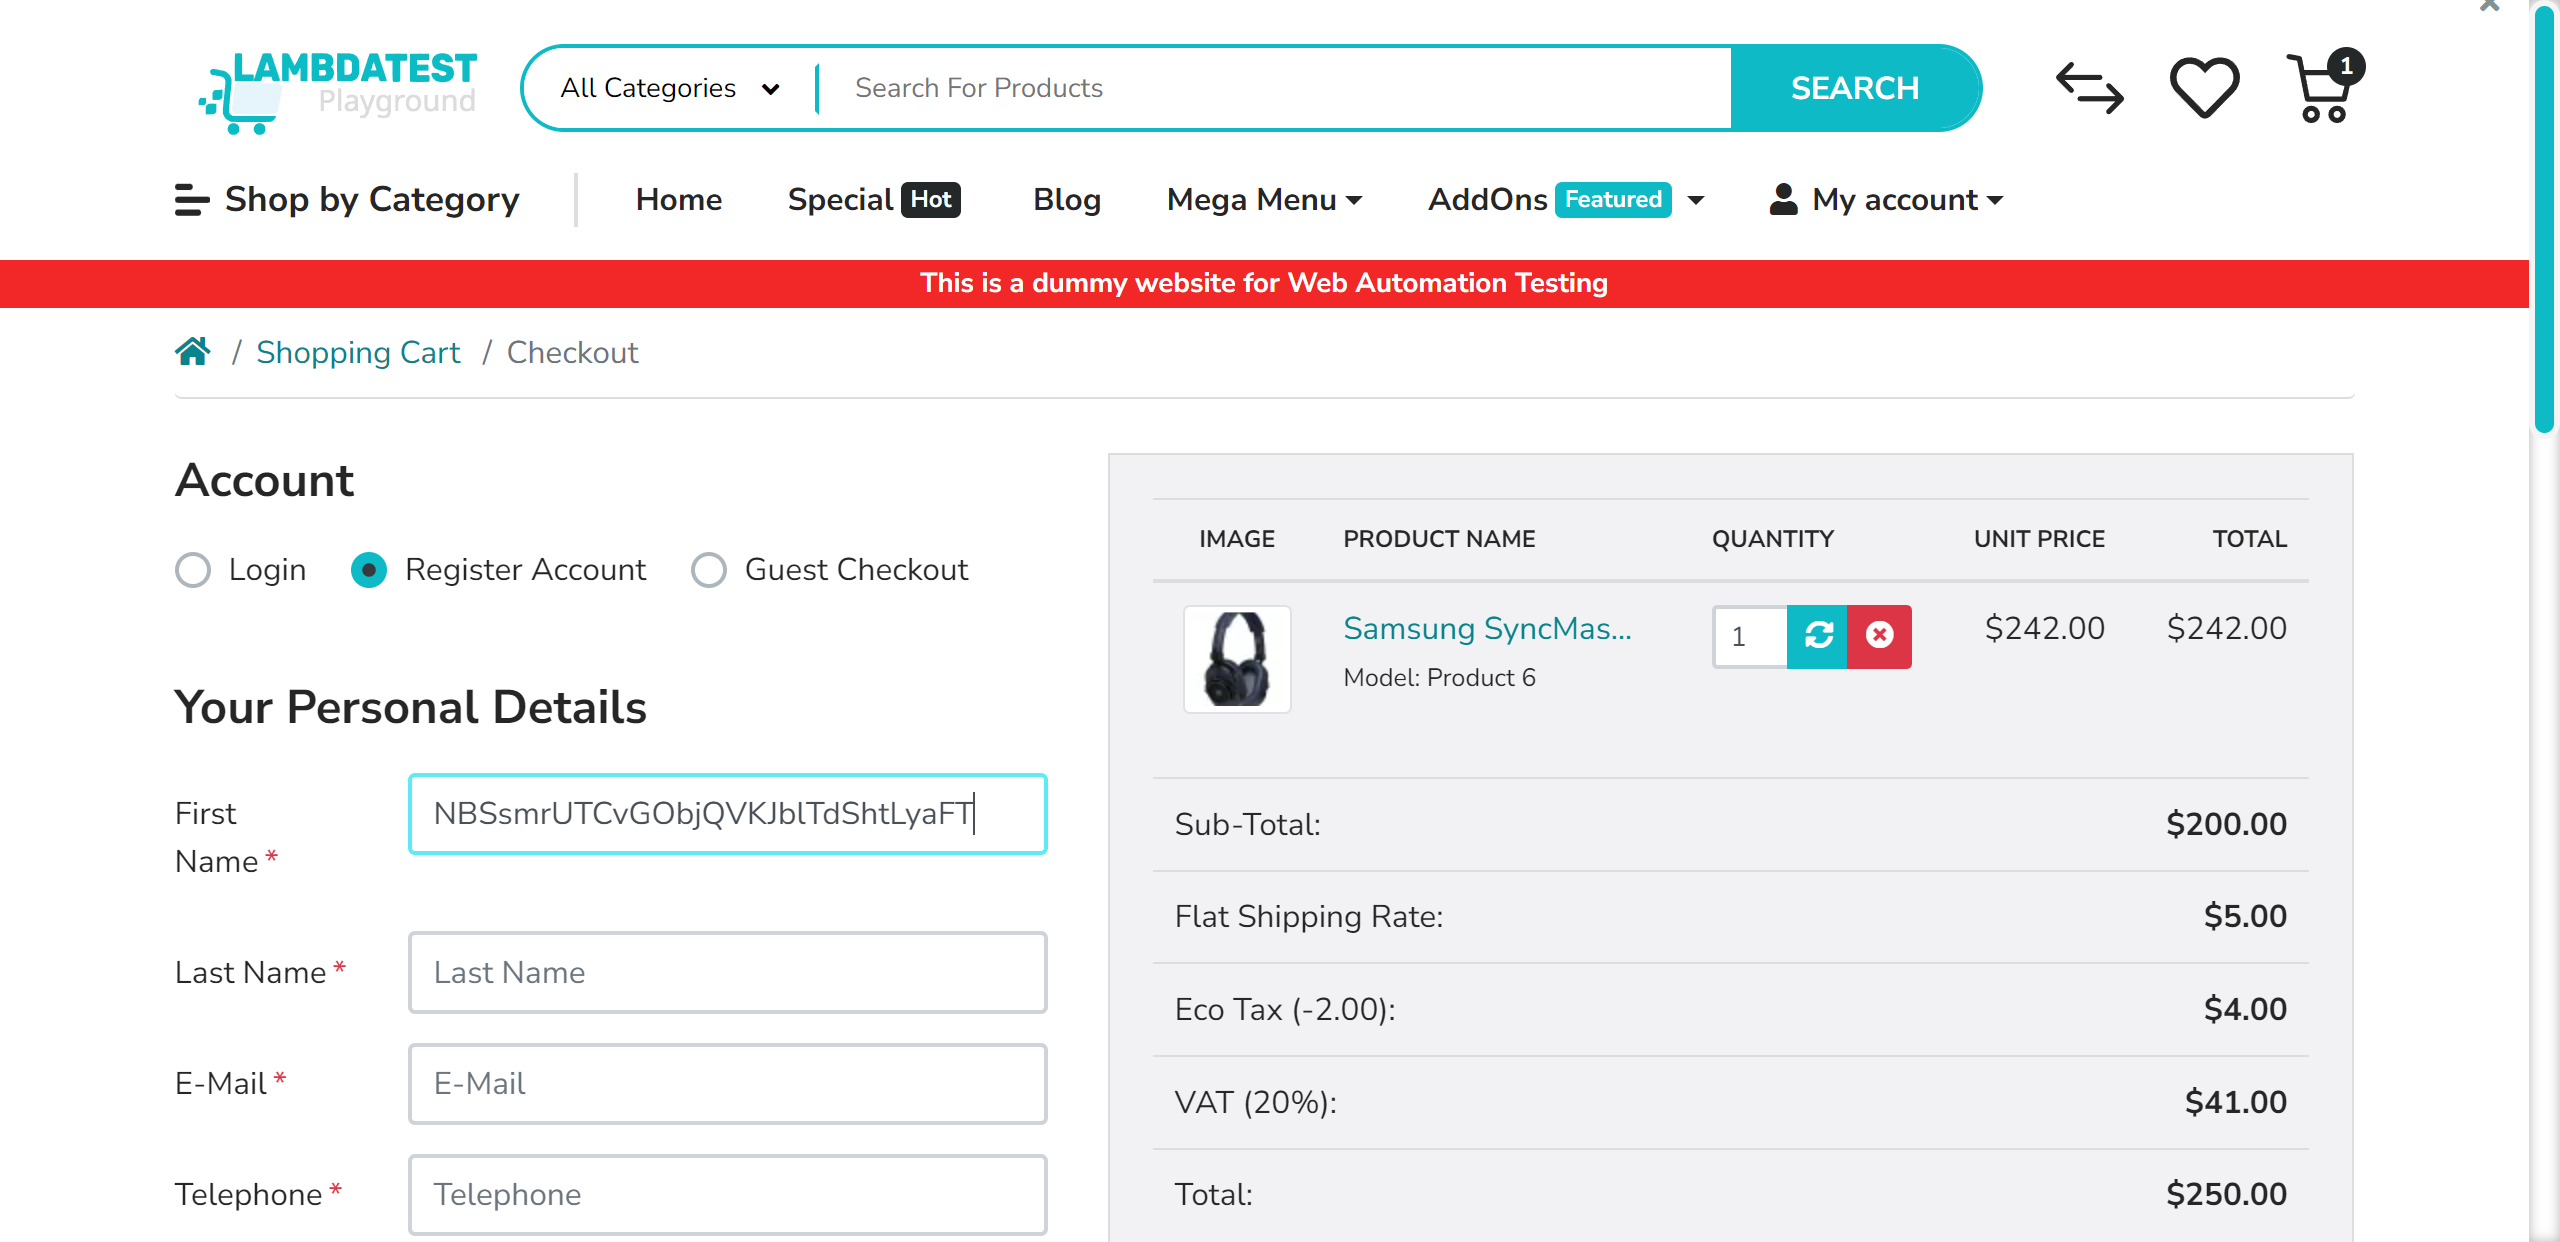 LAMBDATEST
Playground
All Categories
Search For Products
SEARCH
1
Shop by Category
Home
Special Hot
Blog
Mega Menu
AddOns Featured
My account
This is a dummy website for Web Automation Testing
/ Shopping Cart / Checkout
Account
Login
Register Account
Guest Checkout
Your Personal Details
First
Name *
NBSsmrUTCvGObjQVKJblTdShtLyaFT
Last Name *
Last Name
E-Mail *
E-Mail
Telephone *
Telephone
IMAGE PRODUCT NAME QUANTITY UNIT PRICE TOTAL
Samsung SyncMas... 1 $242.00 $242.00
Model: Product 6
Sub-Total: $200.00
Flat Shipping Rate: $5.00
Eco Tax (-2.00): $4.00
VAT (20%): $41.00
Total: $250.00